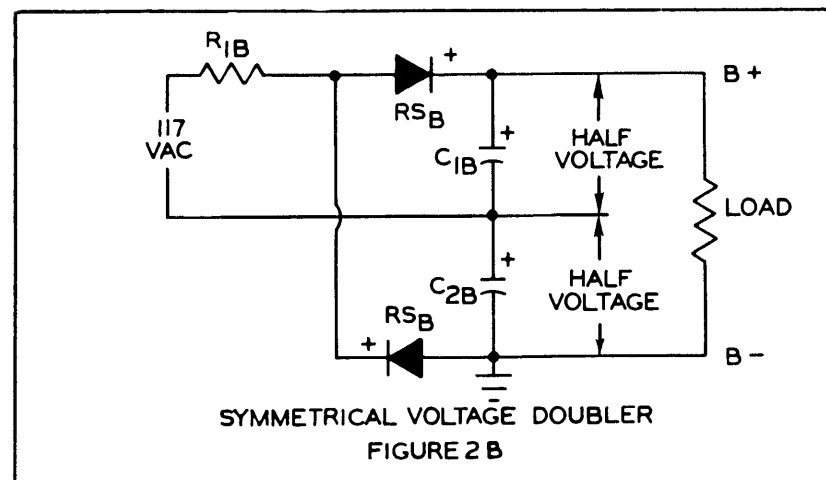 R1B
+
RSB
B+
117
VAC
+
C1B
HALF
VOLTAGE
LOAD
+
C2B
HALF
VOLTAGE
RSB
+
B-
SYMMETRICAL VOLTAGE DOUBLER
FIGURE 2 B